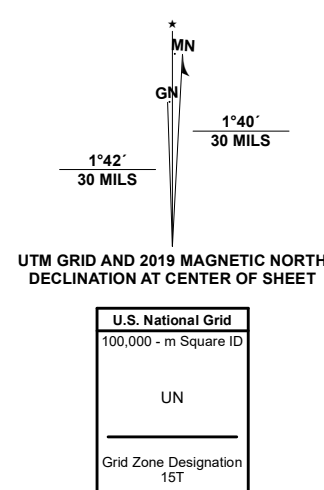 ★
MN
GN
1°40´
30 MILS
1°42´
30 MILS
UTM GRID AND 2019 MAGNETIC NORTH
DECLINATION AT CENTER OF SHEET
U.S. National Grid
100,000 - m Square ID
UN
Grid Zone Designation
15T